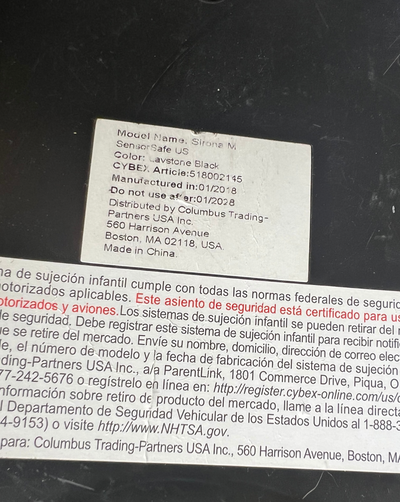 Model Name: Sirona M
SensorSafe US
Color: Lavstone Black
CYBEX Article:518002145
Manufactured in:01/2018
Do not use after:01/2028
Distributed by Columbus Trading-
Partners USA Inc.
560 Harrison Avenue
Boston, MA 02118, USA
Made in China.
de sujeción infantil cumple con todas las normas federales de
motorizados aplicables. Este asiento de seguridad está certificado para
motorizados y aviones.Los sistemas de sujeción infantil se pueden retirar del
de seguridad. Debe registrar este sistema de sujeción infantil para recibir
se retire del mercado. Envíe su nombre, domicilio, dirección de correo
el número de modelo y la fecha de fabricación del sistema de sujeción
Trading-Partners USA Inc., a/a ParentLink, 1801 Commerce Drive, Piqua, O
77-242-5676 o regístrelo en línea en: http://register.cybex-online.com/us/
información sobre retiro de producto del mercado, llame a la línea
l Departamento de Seguridad Vehicular de los Estados Unidos al 1-888-3
4-9153) o visite http://www.NHTSA.gov.
para: Columbus Trading-Partners USA Inc., 560 Harrison Avenue, Boston, MA